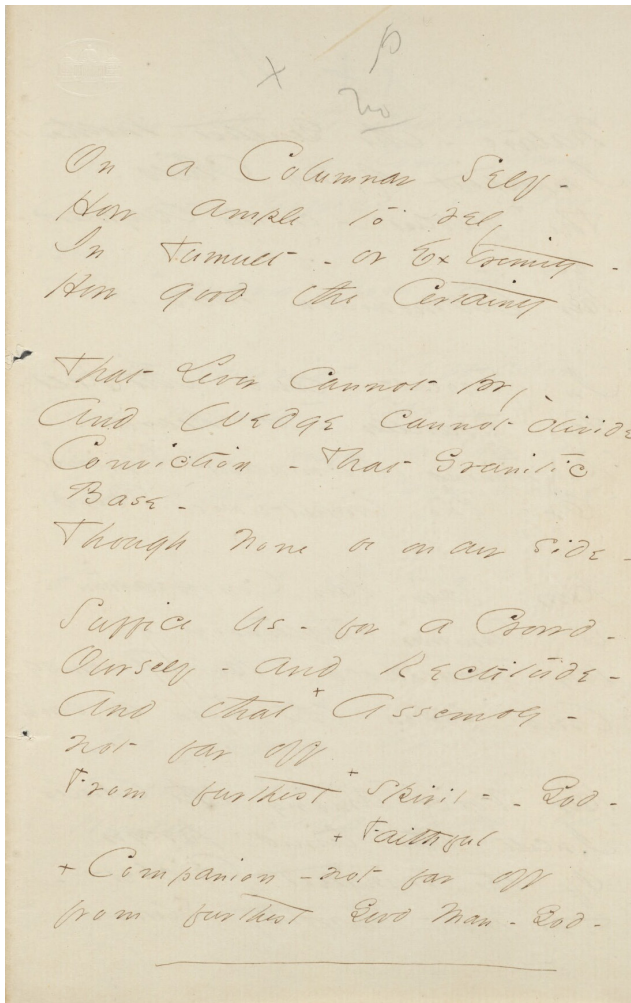 x
no
On a Columnar Self -
How ample to rely
In Tumult - or Extremity -
How good the Certainty
That Lever cannot pry -
And Wedge cannot divide
Conviction - That Granitic
Base -
Though none be on our side -
Suffice Us - for a Crowd -
Ourself - and Rectitude -
And that + Assembly -
not far off
From furthest + Spirit - - God -
+ Faithful
+ Companion - not far off
from furthest Good Man - God -